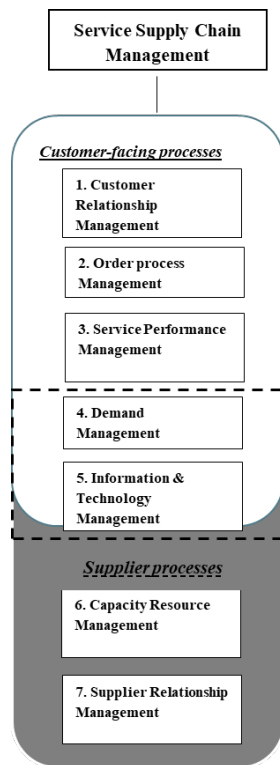 Service Supply Chain
Management
Customer-facing processes
1. Customer
Relationship
Management
2. Order process
Management
3. Service Performance
Management
4. Demand
Management
5. Information &
Technology
Management
Supplier processes
6. Capacity Resource
Management
7. Supplier Relationship
Management